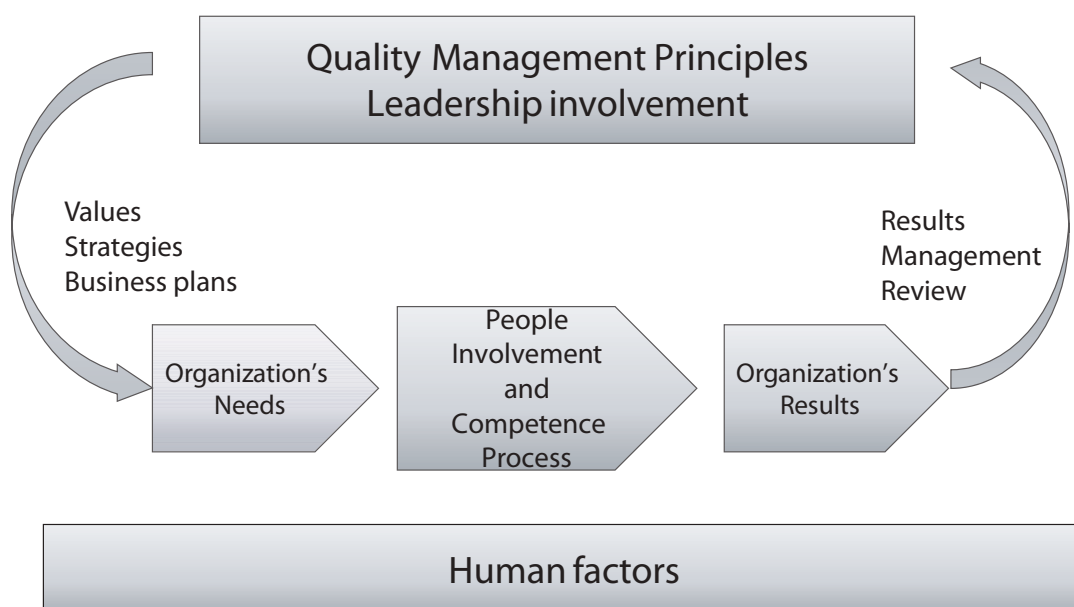 Quality Management Principles
Leadership involvement
Values
Strategies
Business plans
Results
Management
Review
Organization's
Needs
People
Involvement
and
Competence
Process
Organization's
Results
Human factors